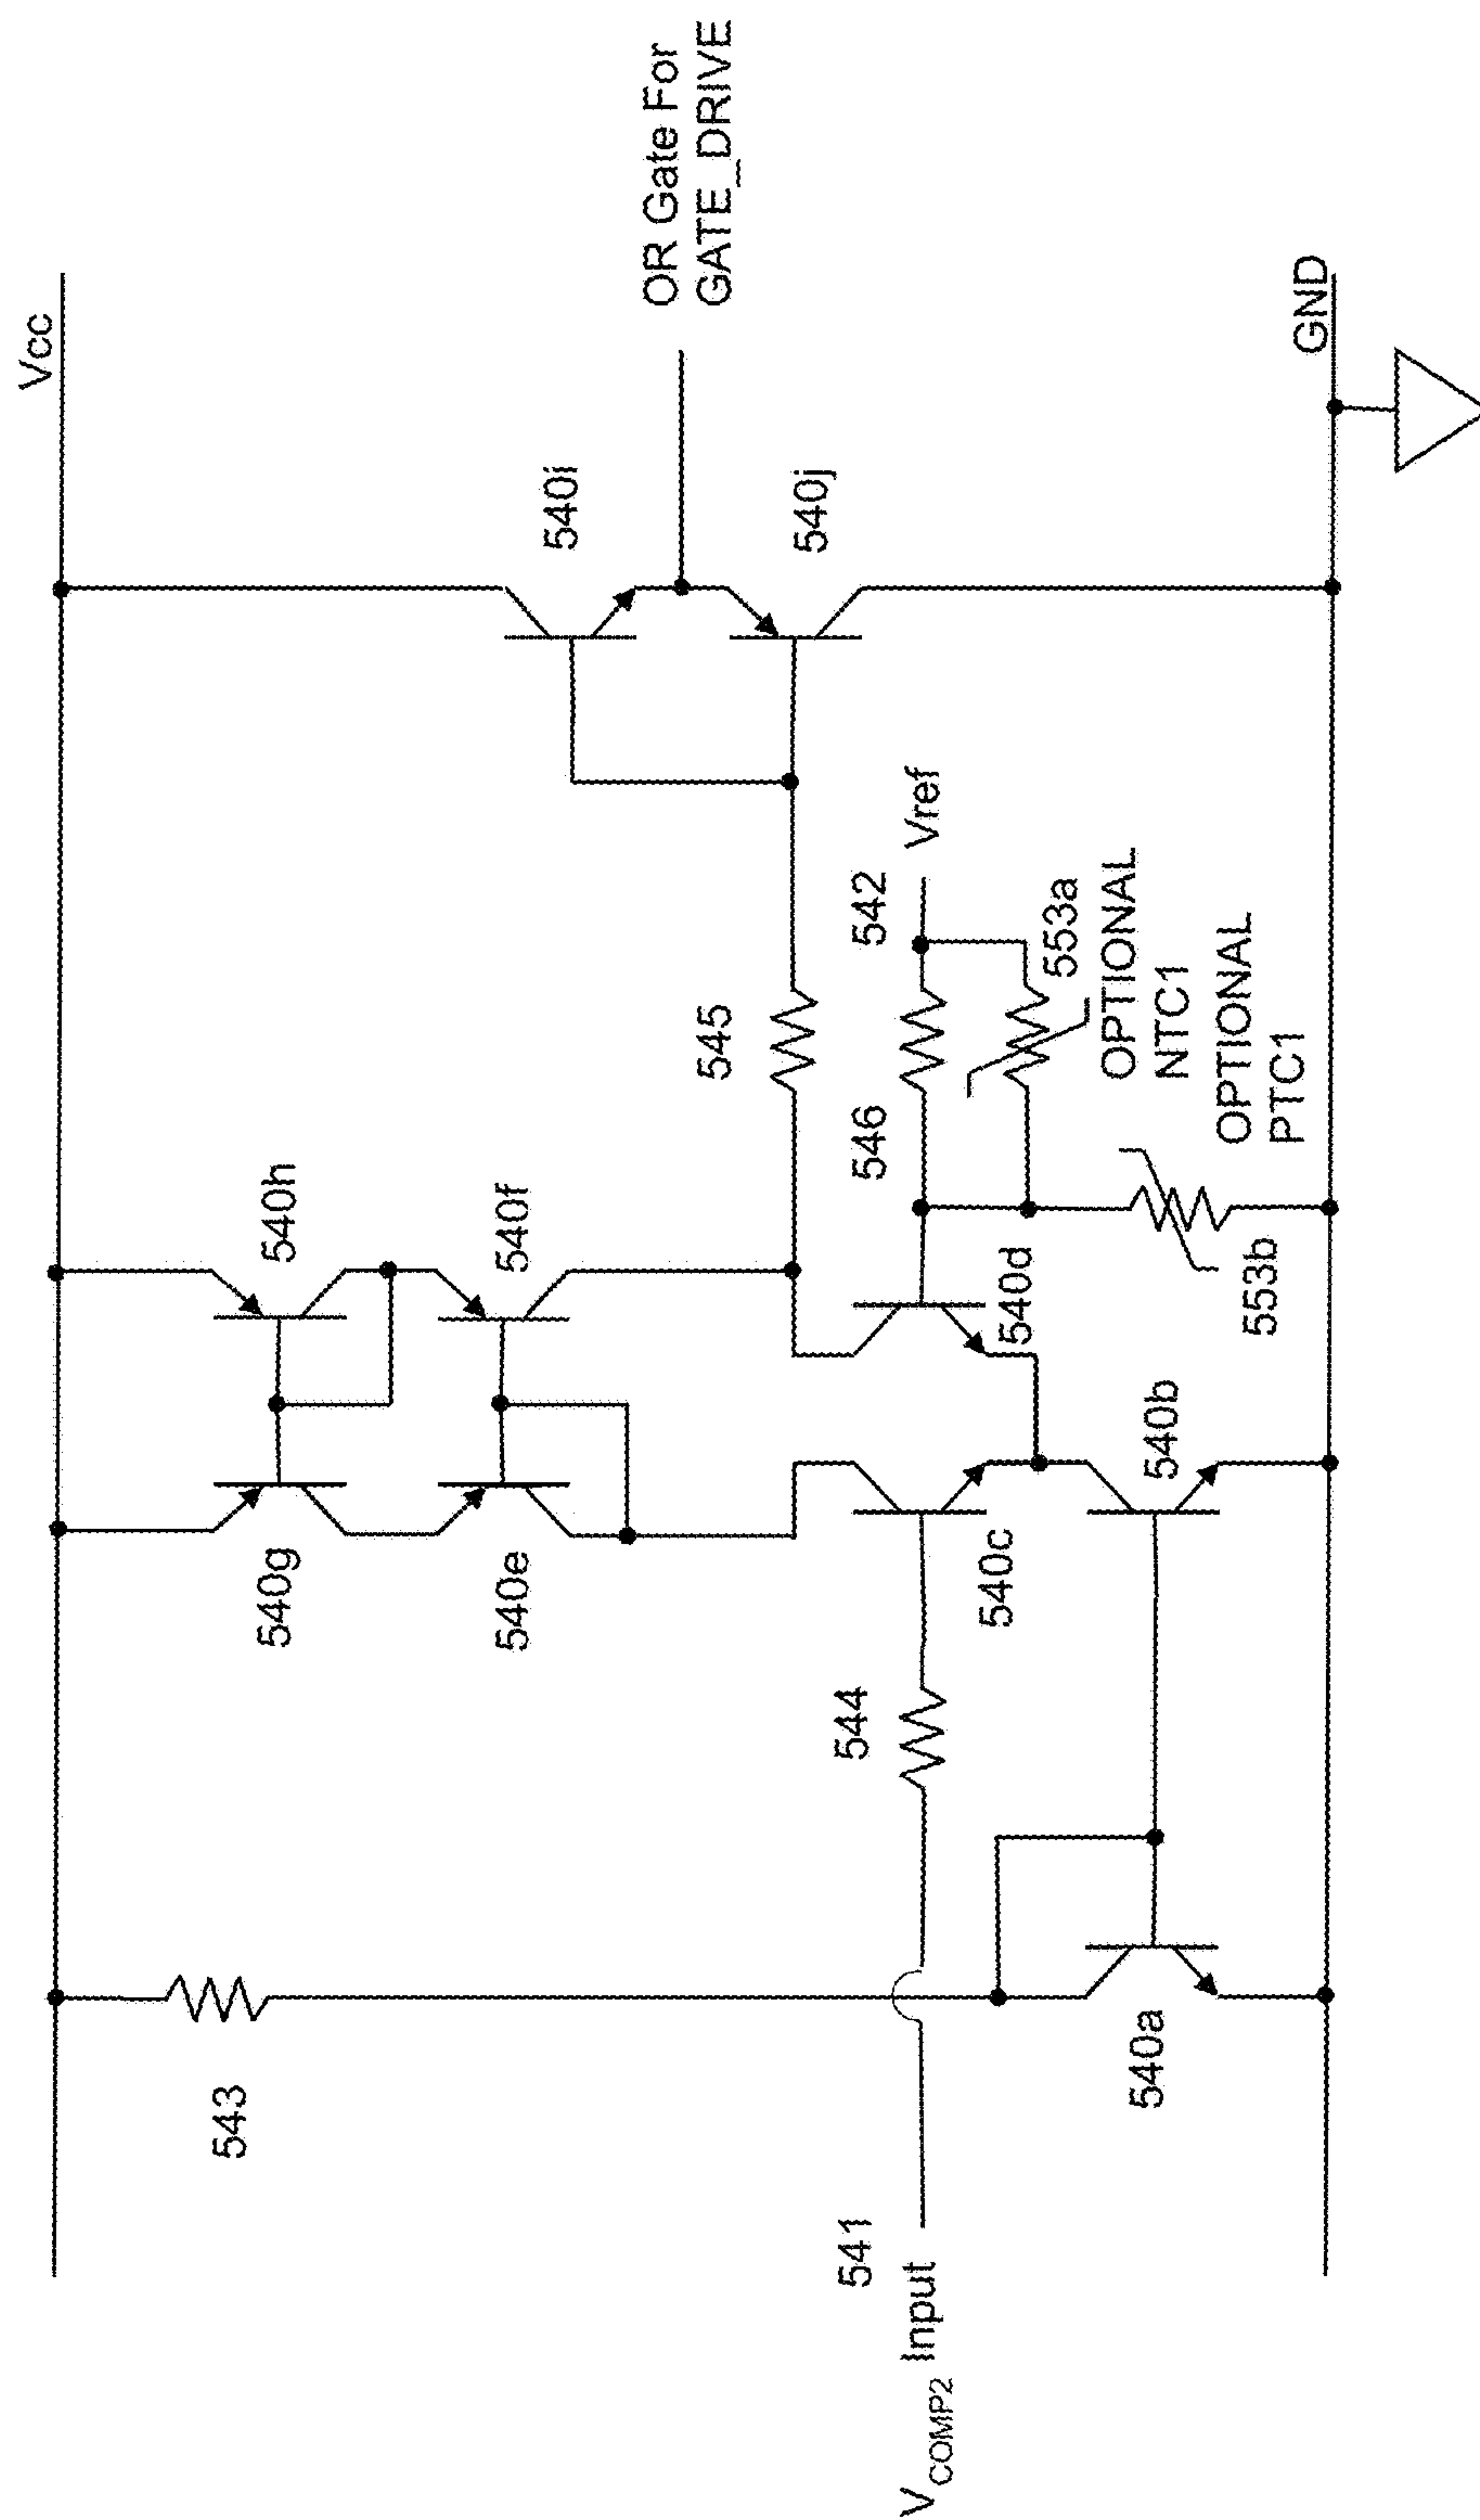 Vcc
543
540g
540h
540e
540f
540i
OR Gate For
GATE_DRIVE
540j
545
541
V_COMP2 Input
544
540c
540d
546
542
Vref
553a
OPTIONAL
NTC1
OPTIONAL
PTC1
553b
540a
540b
GND